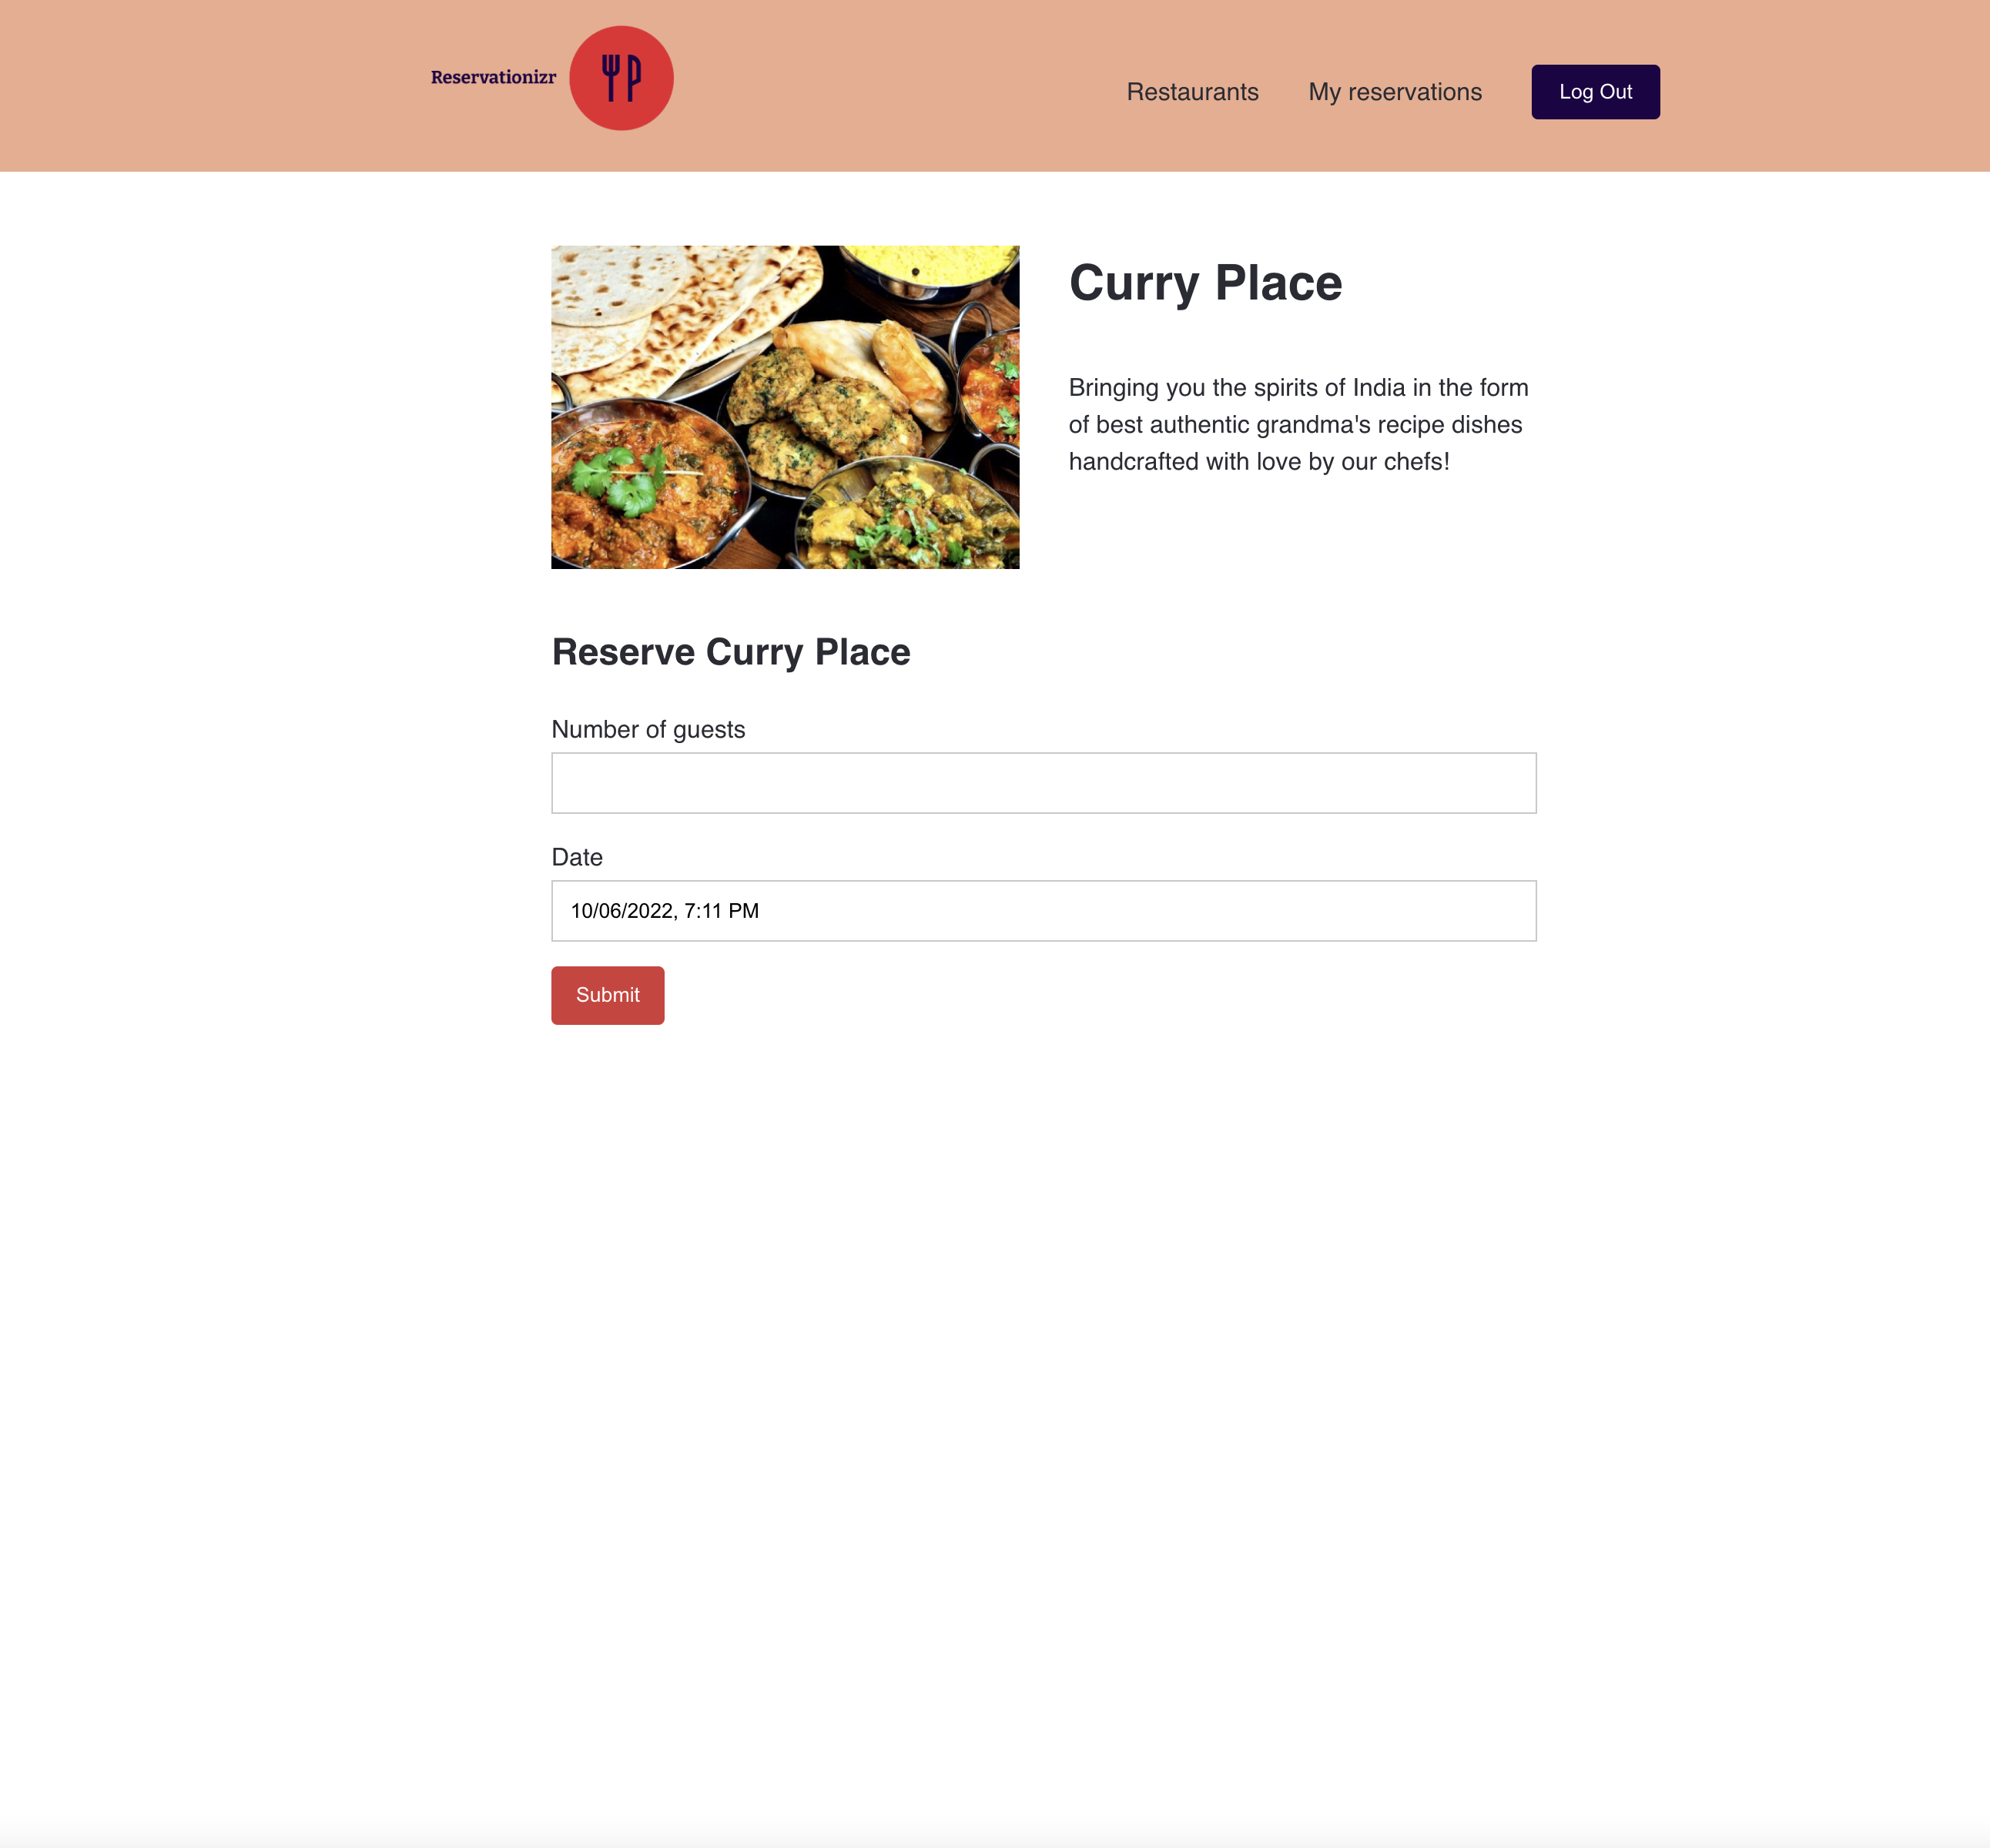 Reservationizr
Restaurants
My reservations
Log Out
Curry Place
Bringing you the spirits of India in the form
of best authentic grandma's recipe dishes
handcrafted with love by our chefs!
Reserve Curry Place
Number of guests
Date
10/06/2022, 7:11 PM
Submit